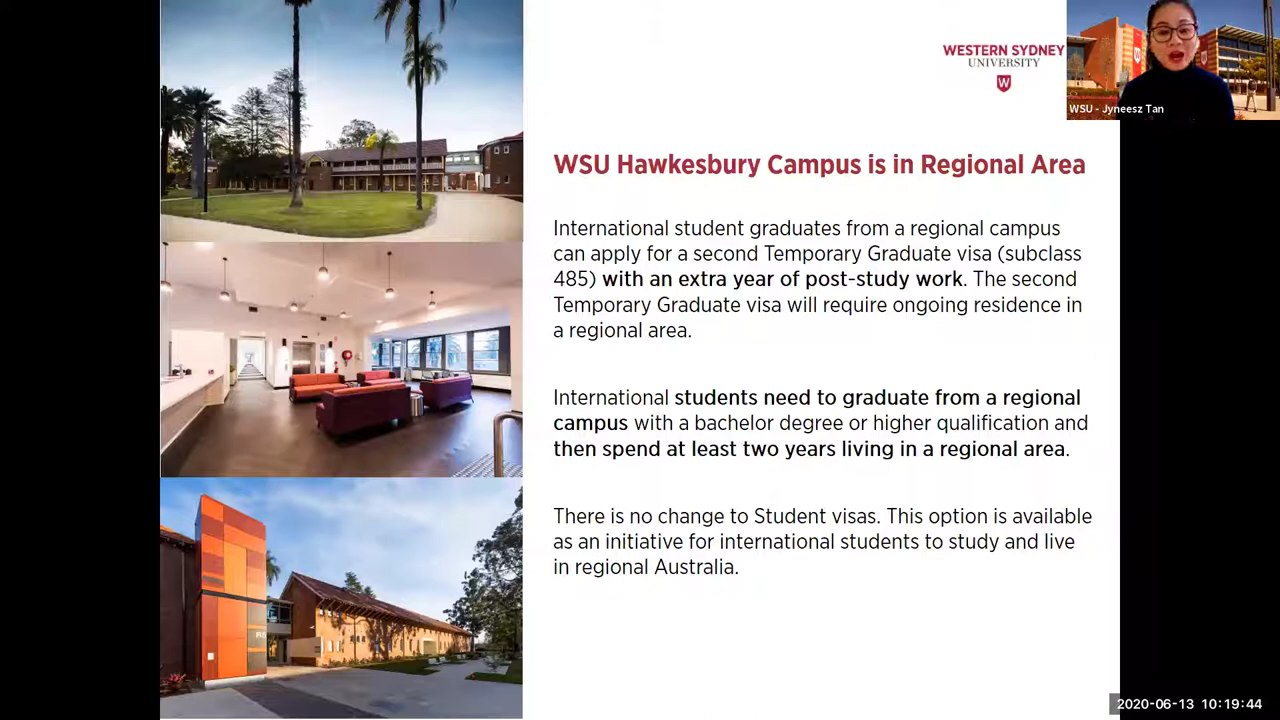 WESTERN SYDNEY
UNIVERSITY
W
W
WSU - Jyneesz Tan
WSU Hawkesbury Campus is in Regional Area
International student graduates from a regional campus
can apply for a second Temporary Graduate visa (subclass
485) with an extra year of post-study work. The second
Temporary Graduate visa will require ongoing residence in
a regional area.
International students need to graduate from a regional
campus with a bachelor degree or higher qualification and
then spend at least two years living in a regional area.
There is no change to Student visas. This option is available
as an initiative for international students to study and live
in regional Australia.
2020-06-13 10:19:44